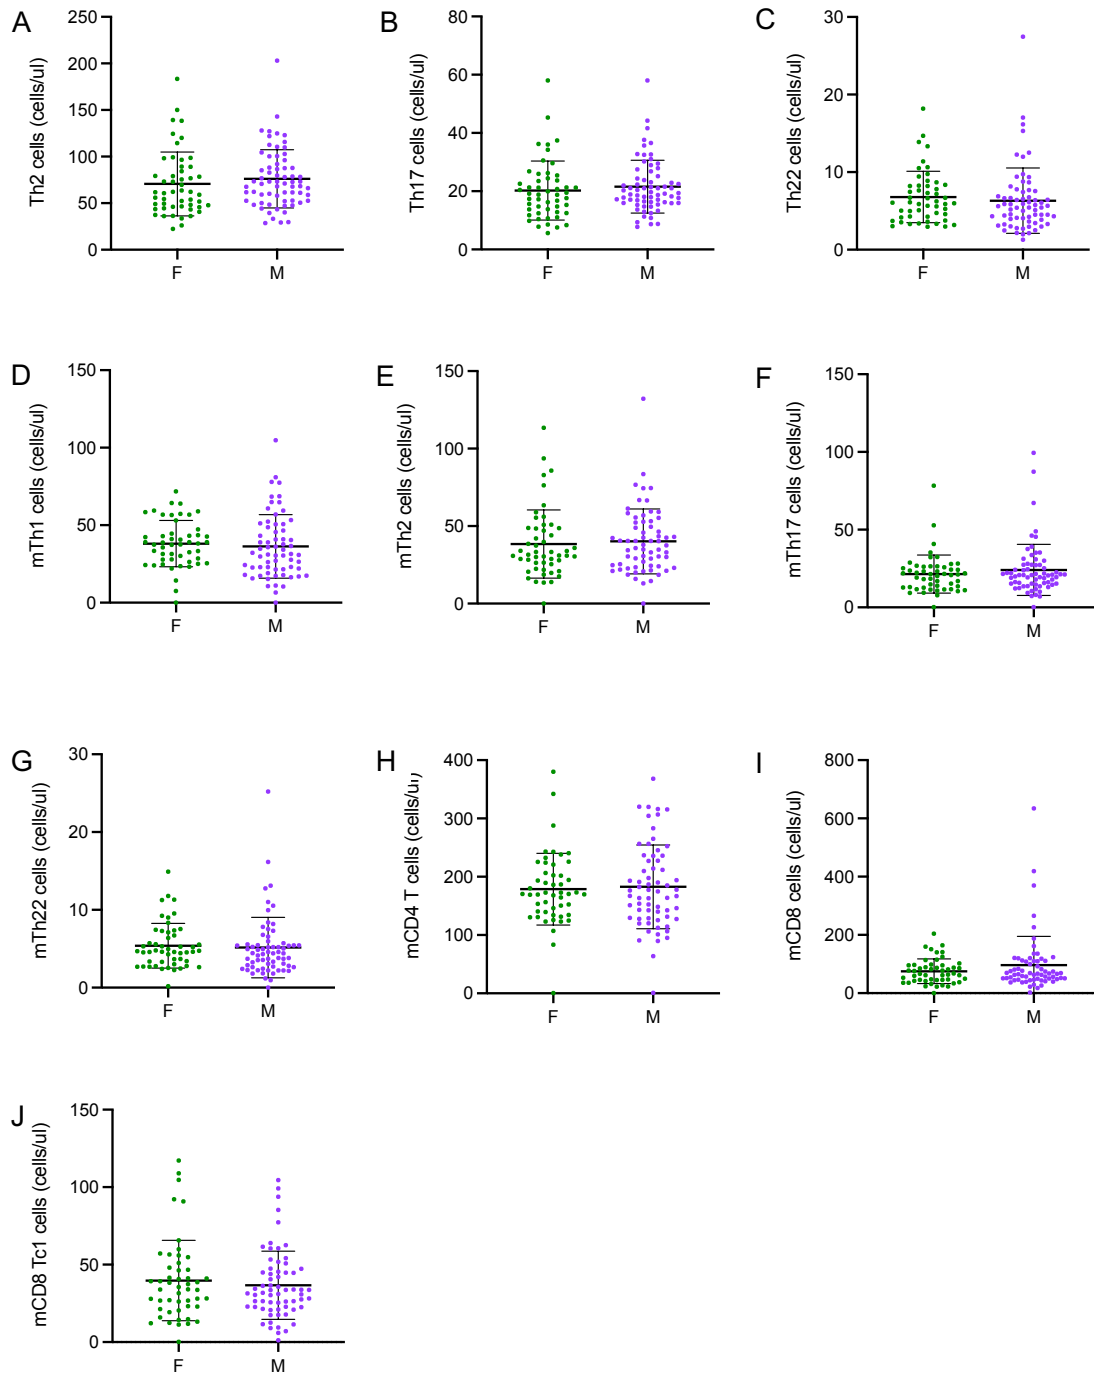 A
Th2 cells (cells/ul)
250
200
150
100
50
0
F
M
B
Th17 cells (cells/ul)
80
60
40
20
0
F
M
C
Th22 cells (cells/ul)
30
20
10
0
F
M
D
mTh1 cells (cells/ul)
150
100
50
0
F
M
E
mTh2 cells (cells/ul)
150
100
50
0
F
M
F
mTh17 cells (cells/ul)
150
100
50
0
F
M
G
mTh22 cells (cells/ul)
30
20
10
0
F
M
H
mCD4 T cells (cells/ul)
400
300
200
100
0
F
M
I
mCD8 cells (cells/ul)
800
600
400
200
0
F
M
J
mCD8 Tc1 cells (cells/ul)
150
100
50
0
F
M